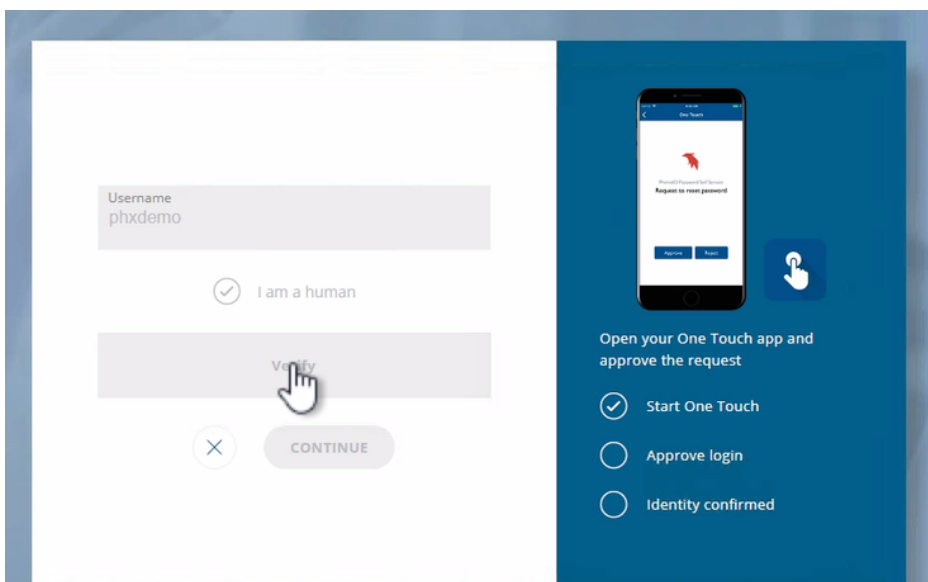 Username
phxdemo
I am a human
Verify
CONTINUE
One Touch
Request to reset password
Approve
Reject
Open your One Touch app and
approve the request
Start One Touch
Approve login
Identity confirmed